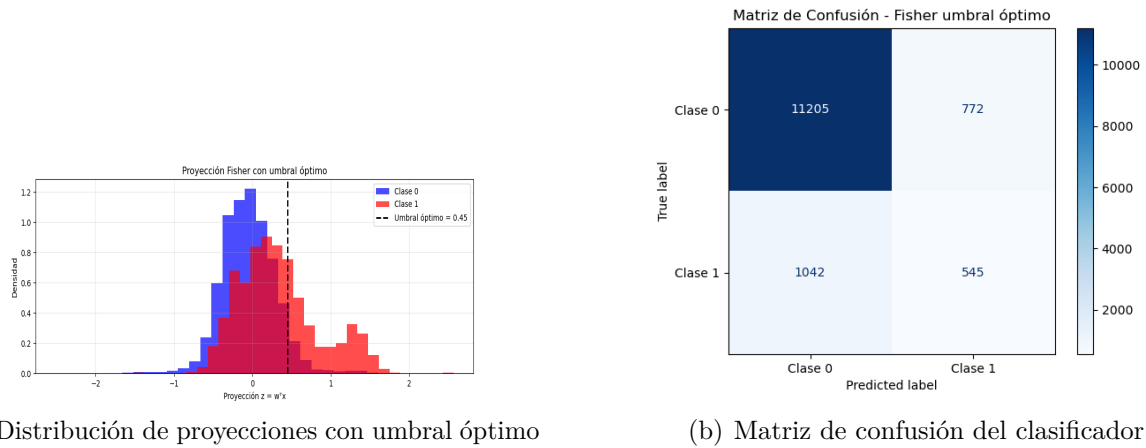 Proyección Fisher con umbral óptimo
Clase 0
Clase 1
Umbral óptimo = 0.45
Densidad
1.2
1.0
0.8
0.6
0.4
0.2
0.0
−2
−1
0
1
2
Proyección z = wᵀx
Distribución de proyecciones con umbral óptimo
Matriz de Confusión - Fisher umbral óptimo
True label
Clase 0
11205
772
Clase 1
1042
545
Clase 0
Clase 1
Predicted label
10000
8000
6000
4000
2000
(b) Matriz de confusión del clasificador